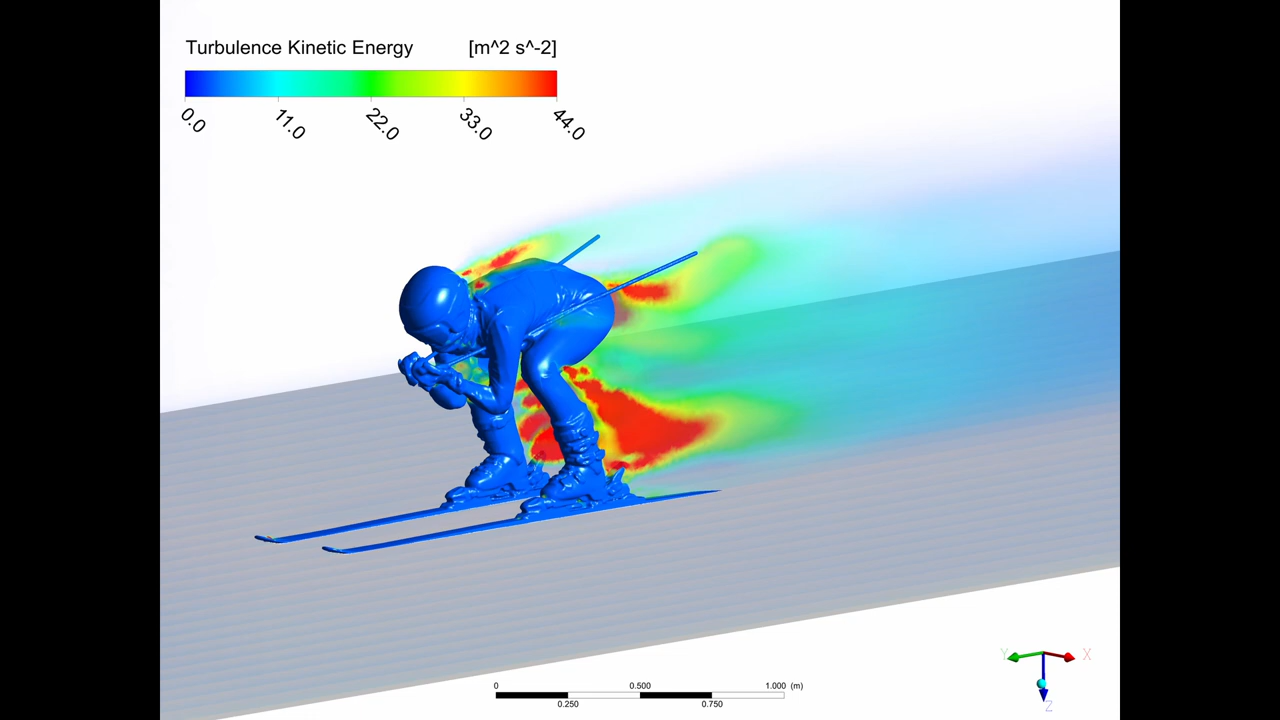 Turbulence Kinetic Energy [m^2 s^-2]
0.0 11.0 22.0 33.0 44.0
0 0.500 1.000 (m)
0.250 0.750
Y X
Z